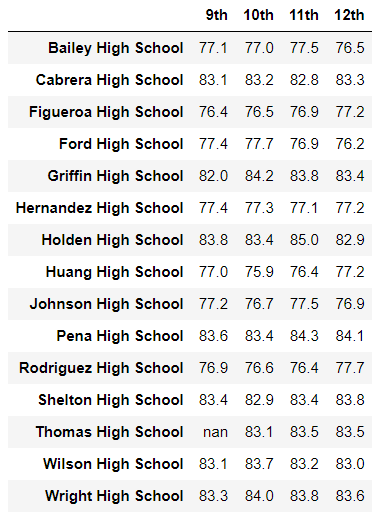 9th 10th 11th 12th
Bailey High School 77.1 77.0 77.5 76.5
Cabrera High School 83.1 83.2 82.8 83.3
Figueroa High School 76.4 76.5 76.9 77.2
Ford High School 77.4 77.7 76.9 76.2
Griffin High School 82.0 84.2 83.8 83.4
Hernandez High School 77.4 77.3 77.1 77.2
Holden High School 83.8 83.4 85.0 82.9
Huang High School 77.0 75.9 76.4 77.2
Johnson High School 77.2 76.7 77.5 76.9
Pena High School 83.6 83.4 84.3 84.1
Rodriguez High School 76.9 76.6 76.4 77.7
Shelton High School 83.4 82.9 83.4 83.8
Thomas High School nan 83.1 83.5 83.5
Wilson High School 83.1 83.7 83.2 83.0
Wright High School 83.3 84.0 83.8 83.6